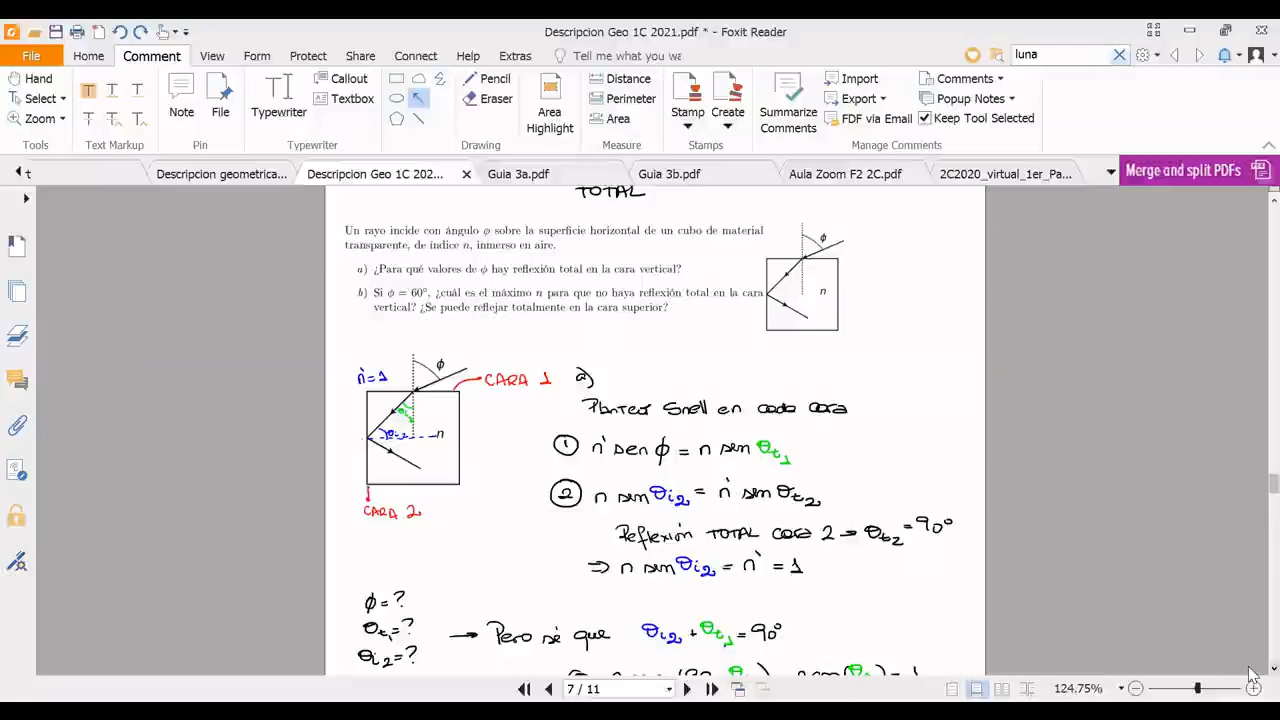 Descripcion Geo 1C 2021.pdf * - Foxit Reader
File Home Comment View Form Protect Share Connect Help Extras Tell me what you wa luna
Hand
Select
Zoom
Tools
Text Markup
Note
File
Pin
Typewriter
Callout
Textbox
Typewriter
Pencil
Eraser
Drawing
Area
Highlight
Distance
Perimeter
Area
Measure
Stamp
Create
Stamps
Summarize
Comments
Import
Export
FDF via Email
Comments
Popup Notes
Keep Tool Selected
Manage Comments
t Descripcion geometrica... Descripcion Geo 1C 202... Guia 3a.pdf Guia 3b.pdf Aula Zoom F2 2C.pdf 2C2020_virtual_1er_Pa...
Merge and split PDFs
TOTAL
Un rayo incide con ángulo ϕ sobre la superficie horizontal de un cubo de material
transparente, de índice n, inmerso en aire.
a) ¿Para qué valores de ϕ hay reflexión total en la cara vertical?
b) Si ϕ = 60°, ¿cuál es el máximo n para que no haya reflexión total en la cara
vertical? ¿Se puede reflejar totalmente en la cara superior?
ϕ
n
n'=1
ϕ
CARA 1
θi2
n
CARA 2
a)
Plantear Snell en cada cara
① n' sen ϕ = n sen θt1
② n sen θi2 = n' sen θt2
Reflexión TOTAL cara 2 → θt2 = 90°
⇒ n sen θi2 = n' = 1
ϕ = ?
θt1 = ?
θi2 = ?
→ Pero sé que θi2 + θt1 = 90°
7 / 11
124.75%